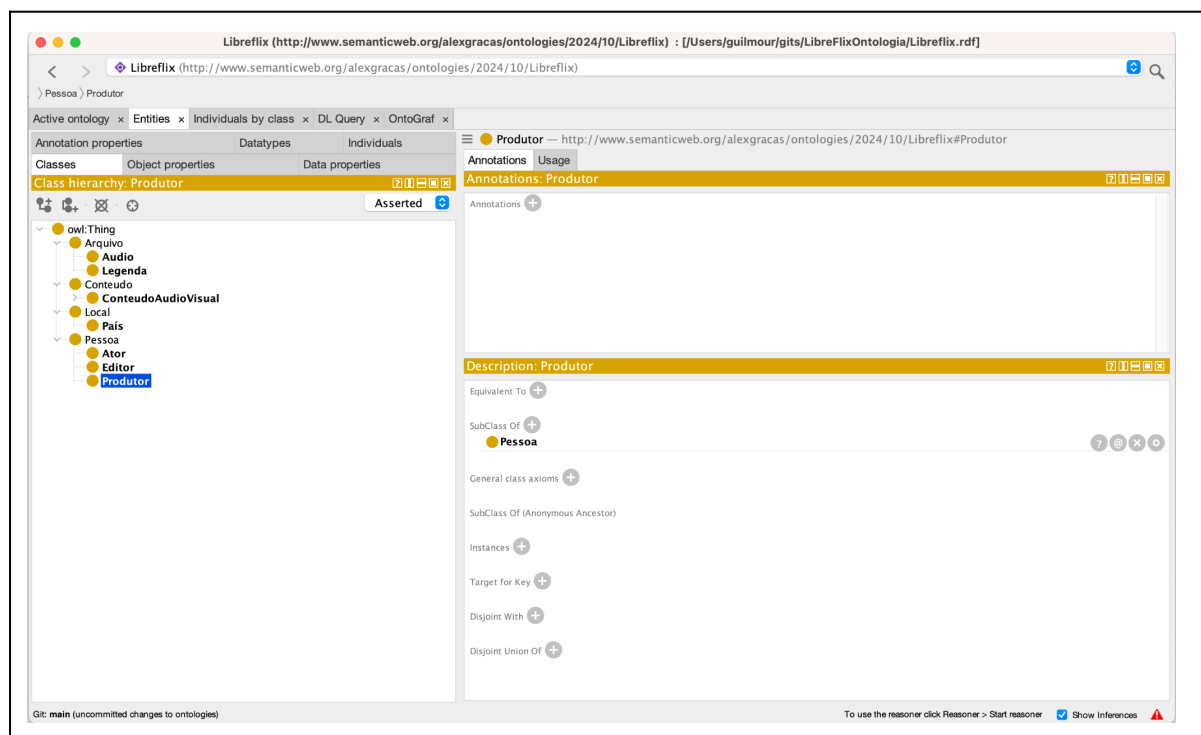 Libreflix (http://www.semanticweb.org/alexgracas/ontologies/2024/10/Libreflix) : [/Users/guilmour/gits/LibreFlixOntologia/Libreflix.rdf]
Libreflix (http://www.semanticweb.org/alexgracas/ontologies/2024/10/Libreflix)
Pessoa Produtor
Active ontology × Entities × Individuals by class × DL Query × OntoGraf ×
Annotation properties Datatypes Individuals
Classes Object properties Data properties
Class hierarchy: Produtor
Asserted
owl:Thing
Arquivo
Audio
Legenda
Conteudo
ConteudoAudioVisual
Local
País
Pessoa
Ator
Editor
Produtor
Produtor — http://www.semanticweb.org/alexgracas/ontologies/2024/10/Libreflix#Produtor
Annotations Usage
Annotations: Produtor
Annotations
Description: Produtor
Equivalent To
SubClass Of
Pessoa
General class axioms
SubClass Of (Anonymous Ancestor)
Instances
Target for Key
Disjoint With
Disjoint Union Of
Git: main (uncommitted changes to ontologies)
To use the reasoner click Reasoner > Start reasoner Show Inferences